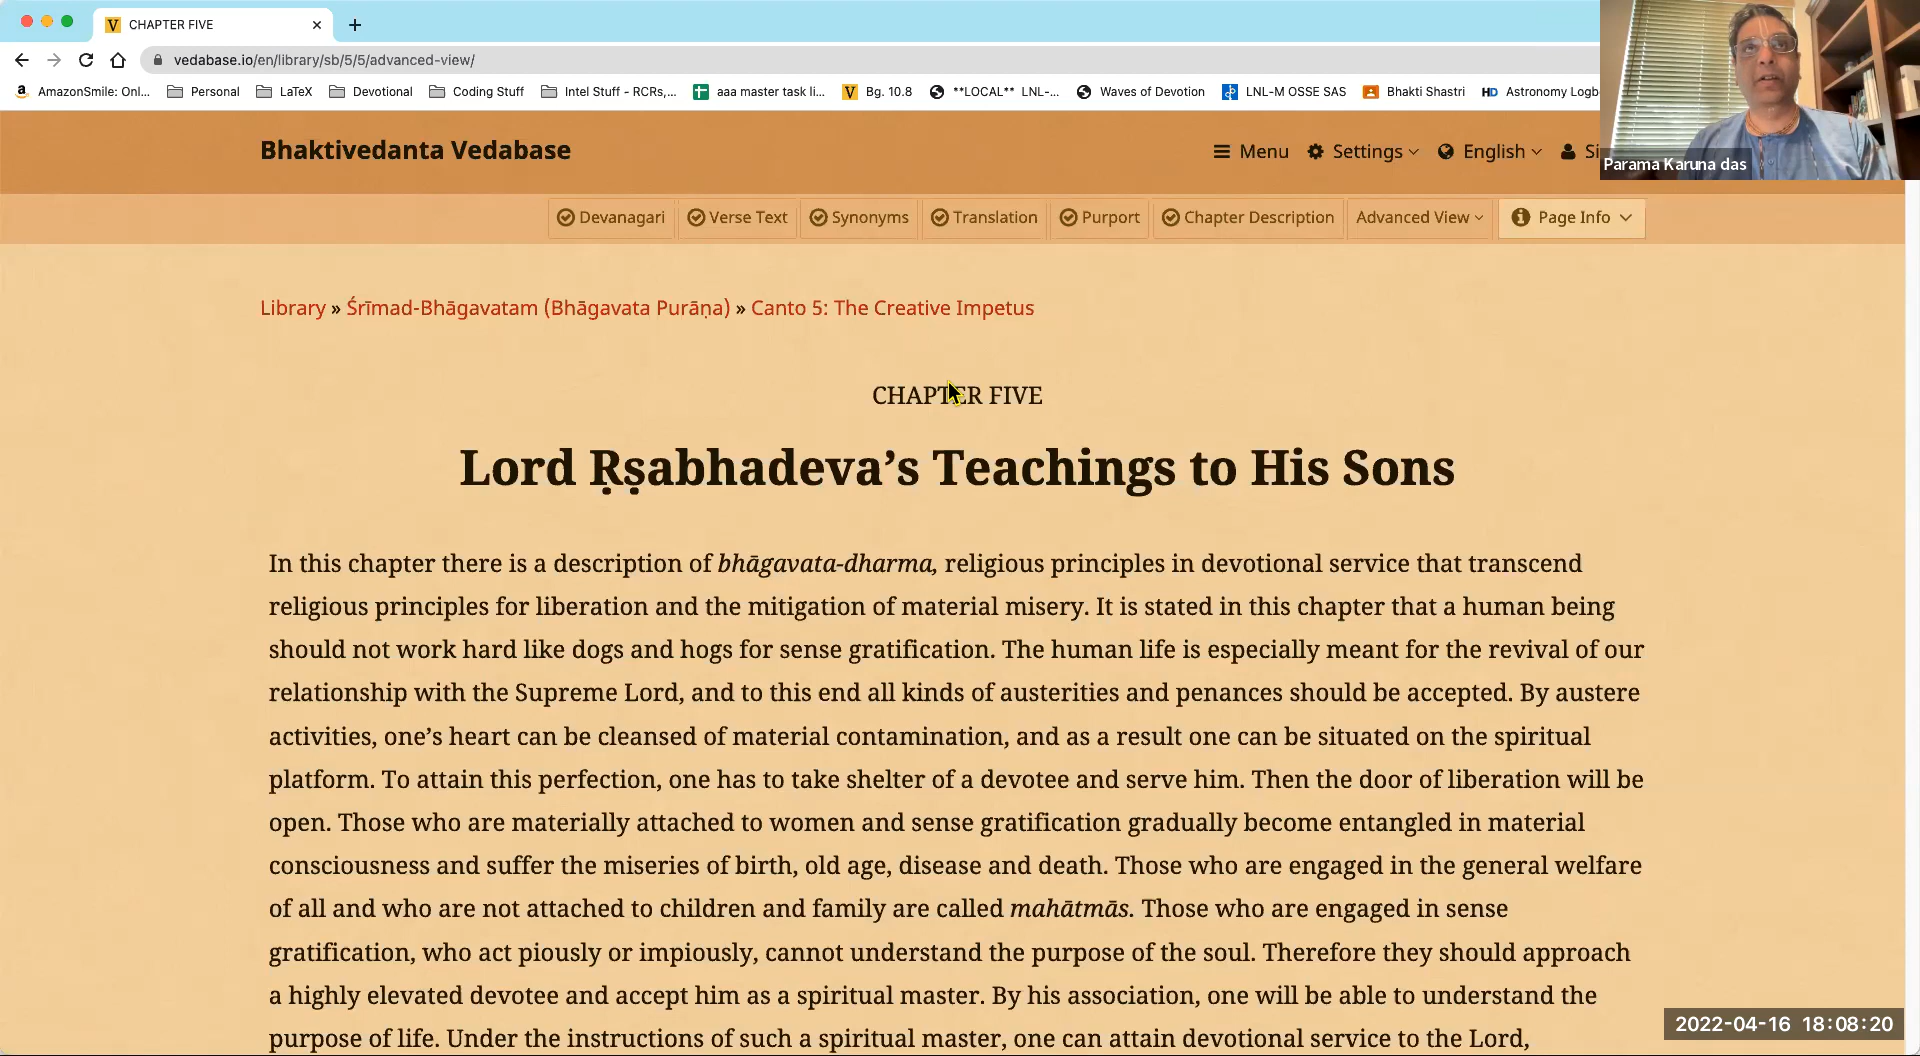 CHAPTER FIVE
vedabase.io/en/library/sb/5/5/advanced-view/
AmazonSmile: Onl... Personal LaTeX Devotional Coding Stuff Intel Stuff - RCRs,... aaa master task li... Bg. 10.8 **LOCAL** LNL-... Waves of Devotion LNL-M OSSE SAS Bhakti Shastri HD Astronomy Logb
Bhaktivedanta Vedabase Menu Settings English Si
Parama Karuna das
Devanagari Verse Text Synonyms Translation Purport Chapter Description Advanced View Page Info
Library » Śrīmad-Bhāgavatam (Bhāgavata Purāṇa) » Canto 5: The Creative Impetus
CHAPTER FIVE
Lord Ṛṣabhadeva’s Teachings to His Sons
In this chapter there is a description of bhāgavata-dharma, religious principles in devotional service that transcend
religious principles for liberation and the mitigation of material misery. It is stated in this chapter that a human being
should not work hard like dogs and hogs for sense gratification. The human life is especially meant for the revival of our
relationship with the Supreme Lord, and to this end all kinds of austerities and penances should be accepted. By austere
activities, one’s heart can be cleansed of material contamination, and as a result one can be situated on the spiritual
platform. To attain this perfection, one has to take shelter of a devotee and serve him. Then the door of liberation will be
open. Those who are materially attached to women and sense gratification gradually become entangled in material
consciousness and suffer the miseries of birth, old age, disease and death. Those who are engaged in the general welfare
of all and who are not attached to children and family are called mahātmās. Those who are engaged in sense
gratification, who act piously or impiously, cannot understand the purpose of the soul. Therefore they should approach
a highly elevated devotee and accept him as a spiritual master. By his association, one will be able to understand the
purpose of life. Under the instructions of such a spiritual master, one can attain devotional service to the Lord,
2022-04-16 18:08:20